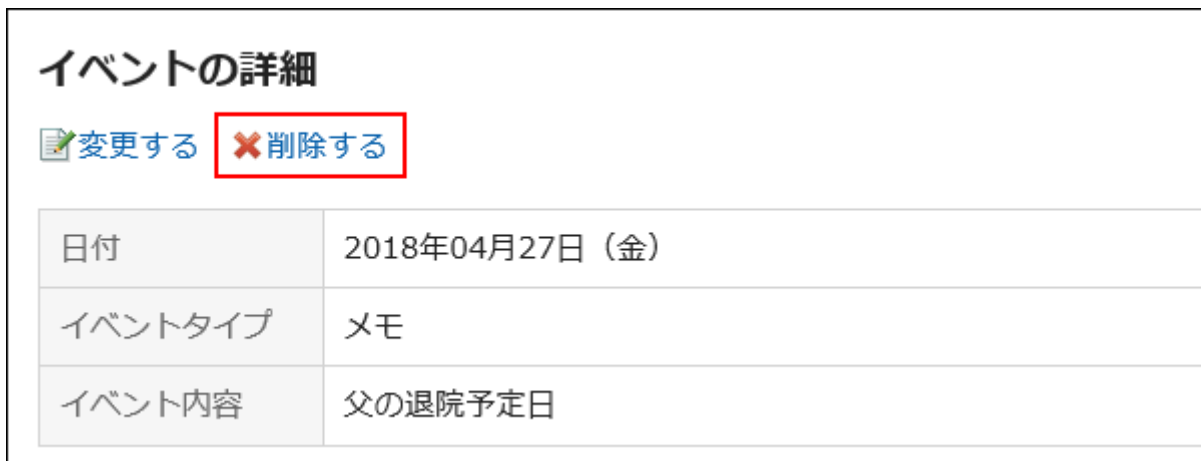 イベントの詳細
変更する 削除する
日付 2018年04月27日（金）
イベントタイプ メモ
イベント内容 父の退院予定日